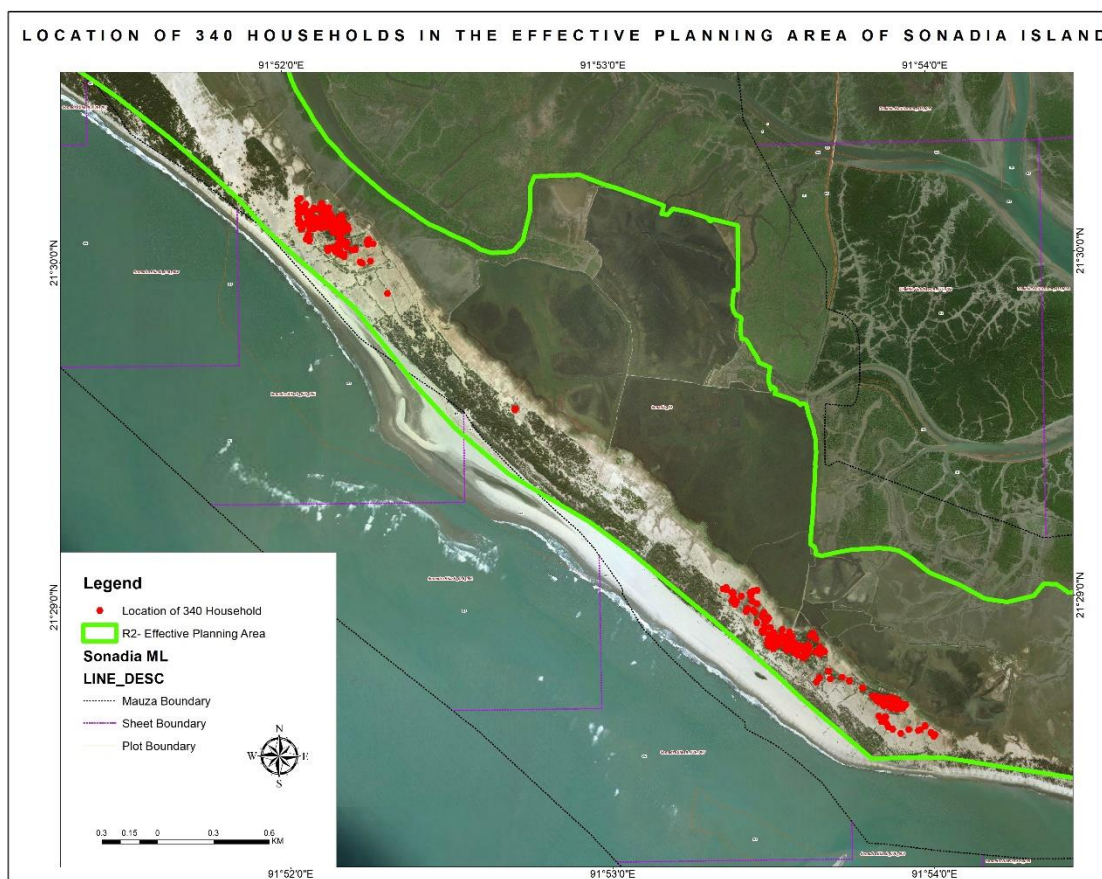 LOCATION OF 340 HOUSEHOLDS IN THE EFFECTIVE PLANNING AREA OF SONADIA ISLAND
91°52'0"E
91°53'0"E
91°54'0"E
21°30'0"N
21°30'0"N
21°29'0"N
21°29'0"N
Legend
Location of 340 Household
R2- Effective Planning Area
Sonadia ML
LINE_DESC
Mauza Boundary
Sheet Boundary
Plot Boundary
N
W
E
S
0.3 0.15 0 0.3 0.6
KM
91°52'0"E
91°53'0"E
91°54'0"E